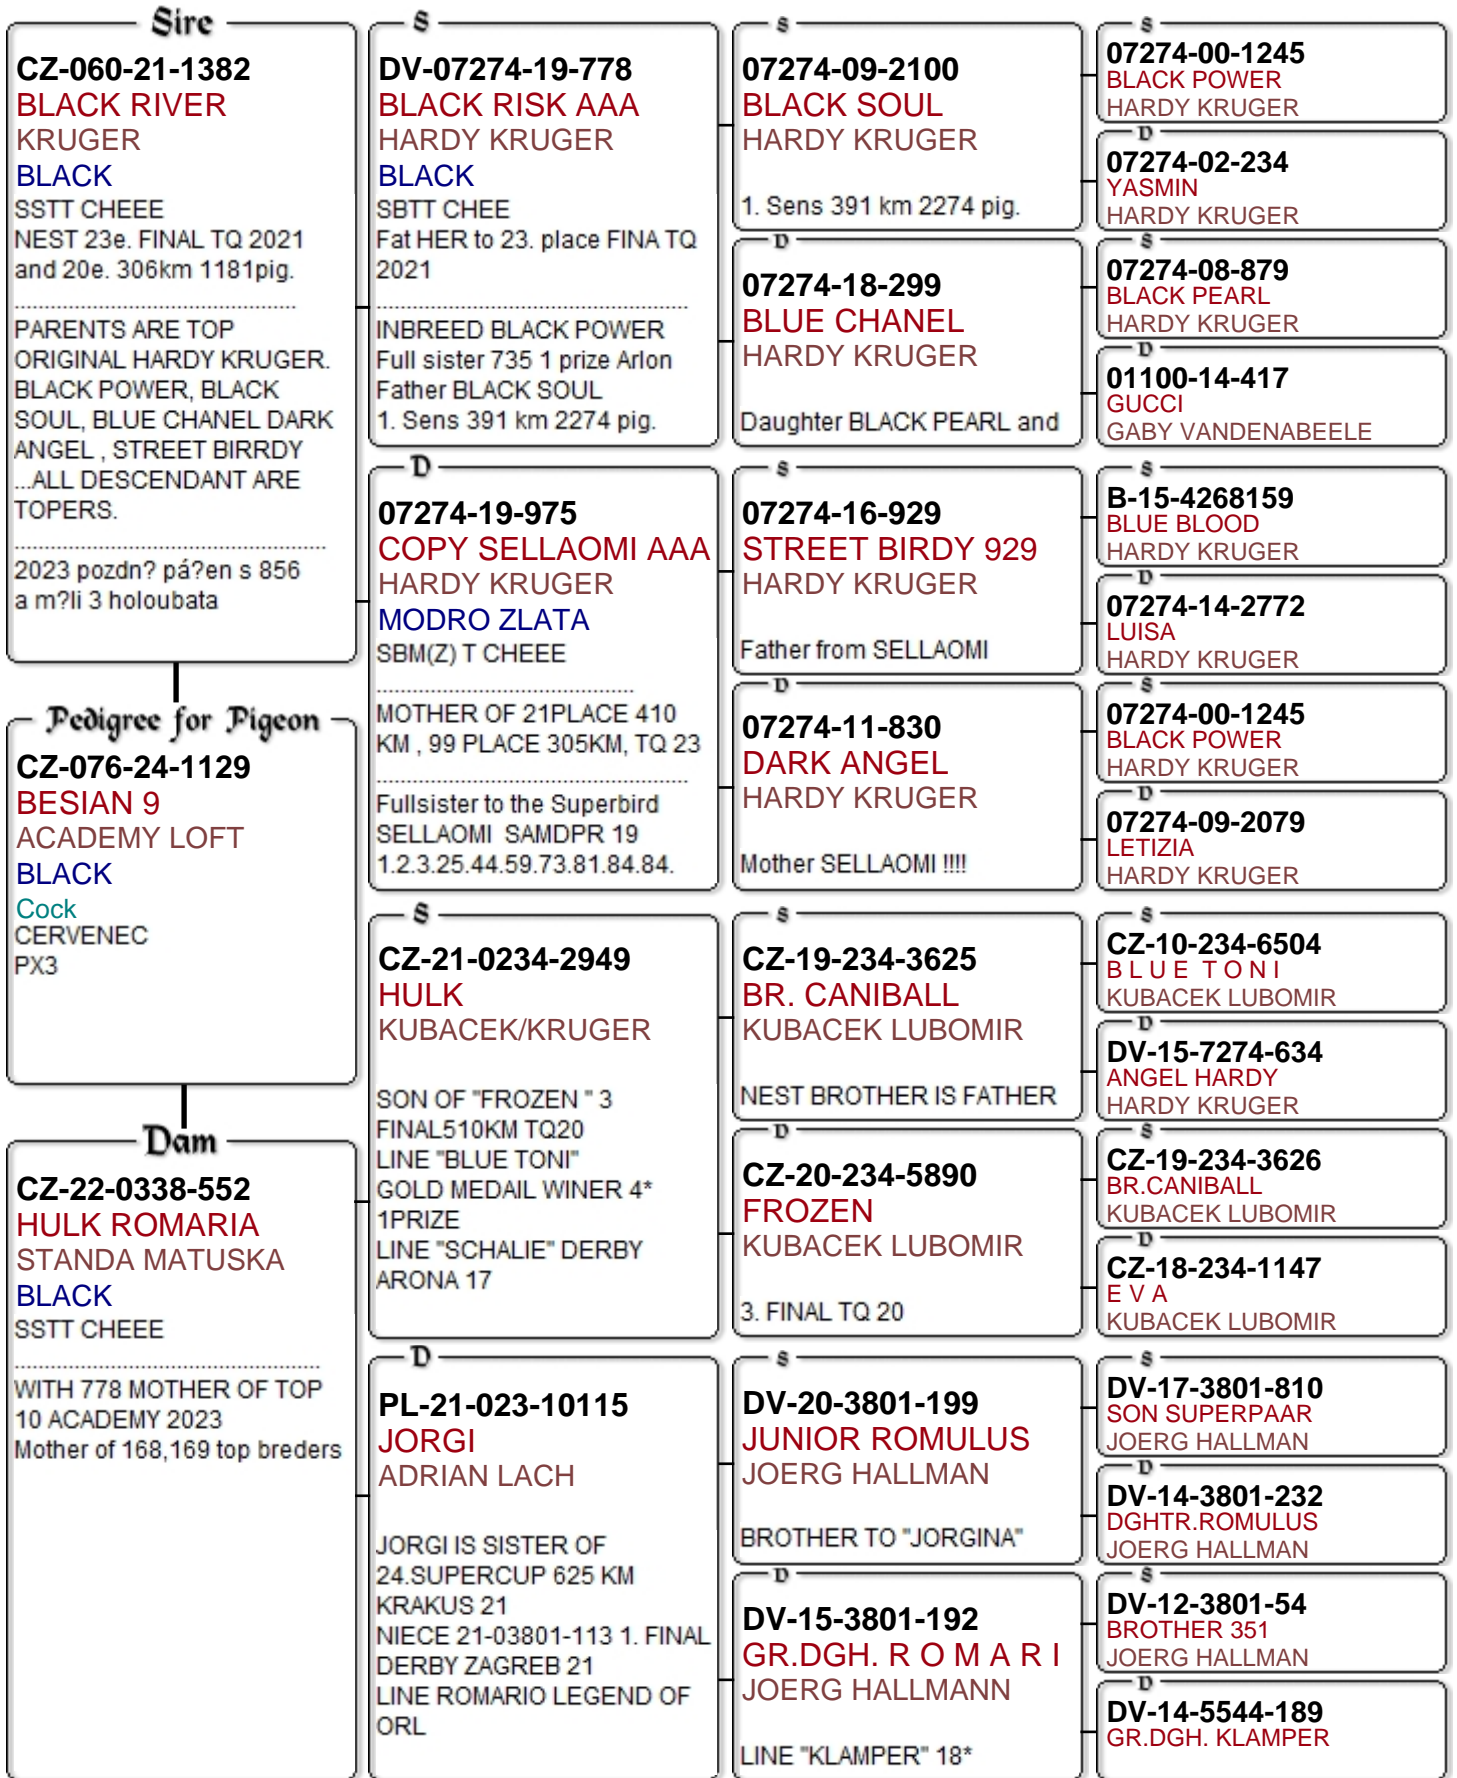 Sire
CZ-060-21-1382
BLACK RIVER
KRUGER
BLACK
SSTT CHEEE
NEST 23e. FINAL TQ 2021
and 20e. 306km 1181pig.
PARENTS ARE TOP
ORIGINAL HARDY KRUGER.
BLACK POWER, BLACK
SOUL, BLUE CHANEL DARK
ANGEL , STREET BIRRDY
...ALL DESCENDANT ARE
TOPERS.
2023 pozdn? pá?en s 856
a m?li 3 holoubata
Pedigree for Pigeon
CZ-076-24-1129
BESIAN 9
ACADEMY LOFT
BLACK
Cock
CERVENEC
PX3
Dam
CZ-22-0338-552
HULK ROMARIA
STANDA MATUSKA
BLACK
SSTT CHEEE
WITH 778 MOTHER OF TOP
10 ACADEMY 2023
Mother of 168,169 top breders
S
DV-07274-19-778
BLACK RISK AAA
HARDY KRUGER
BLACK
SBTT CHEE
Fat HER to 23. place FINA TQ
2021
INBREED BLACK POWER
Full sister 735 1 prize Arlon
Father BLACK SOUL
1. Sens 391 km 2274 pig.
D
07274-19-975
COPY SELLAOMI AAA
HARDY KRUGER
MODRO ZLATA
SBM(Z) T CHEEE
MOTHER OF 21PLACE 410
KM , 99 PLACE 305KM, TQ 23
Fullsister to the Superbird
SELLAOMI  SAMDPR 19
1.2.3.25.44.59.73.81.84.84.
S
CZ-21-0234-2949
HULK
KUBACEK/KRUGER
SON OF "FROZEN " 3
FINAL510KM TQ20
LINE "BLUE TONI"
GOLD MEDAIL WINER 4*
1PRIZE
LINE "SCHALIE" DERBY
ARONA 17
D
PL-21-023-10115
JORGI
ADRIAN LACH
JORGI IS SISTER OF
24.SUPERCUP 625 KM
KRAKUS 21
NIECE 21-03801-113 1. FINAL
DERBY ZAGREB 21
LINE ROMARIO LEGEND OF
ORL
S
07274-09-2100
BLACK SOUL
HARDY KRUGER
1. Sens 391 km 2274 pig.
D
07274-18-299
BLUE CHANEL
HARDY KRUGER
Daughter BLACK PEARL and
S
07274-16-929
STREET BIRDY 929
HARDY KRUGER
Father from SELLAOMI
D
07274-11-830
DARK ANGEL
HARDY KRUGER
Mother SELLAOMI !!!!
S
CZ-19-234-3625
BR. CANIBALL
KUBACEK LUBOMIR
NEST BROTHER IS FATHER
D
CZ-20-234-5890
FROZEN
KUBACEK LUBOMIR
3. FINAL TQ 20
S
DV-20-3801-199
JUNIOR ROMULUS
JOERG HALLMAN
BROTHER TO "JORGINA"
D
DV-15-3801-192
GR.DGH. R O M A R I
JOERG HALLMANN
LINE "KLAMPER" 18*
S
07274-00-1245
BLACK POWER
HARDY KRUGER
D
07274-02-234
YASMIN
HARDY KRUGER
S
07274-08-879
BLACK PEARL
HARDY KRUGER
D
01100-14-417
GUCCI
GABY VANDENABEELE
S
B-15-4268159
BLUE BLOOD
HARDY KRUGER
D
07274-14-2772
LUISA
HARDY KRUGER
S
07274-00-1245
BLACK POWER
HARDY KRUGER
D
07274-09-2079
LETIZIA
HARDY KRUGER
S
CZ-10-234-6504
B L U E  T O N I
KUBACEK LUBOMIR
D
DV-15-7274-634
ANGEL HARDY
HARDY KRUGER
S
CZ-19-234-3626
BR.CANIBALL
KUBACEK LUBOMIR
D
CZ-18-234-1147
E V A
KUBACEK LUBOMIR
S
DV-17-3801-810
SON SUPERPAAR
JOERG HALLMAN
D
DV-14-3801-232
DGHTR.ROMULUS
JOERG HALLMAN
S
DV-12-3801-54
BROTHER 351
JOERG HALLMAN
D
DV-14-5544-189
GR.DGH. KLAMPER